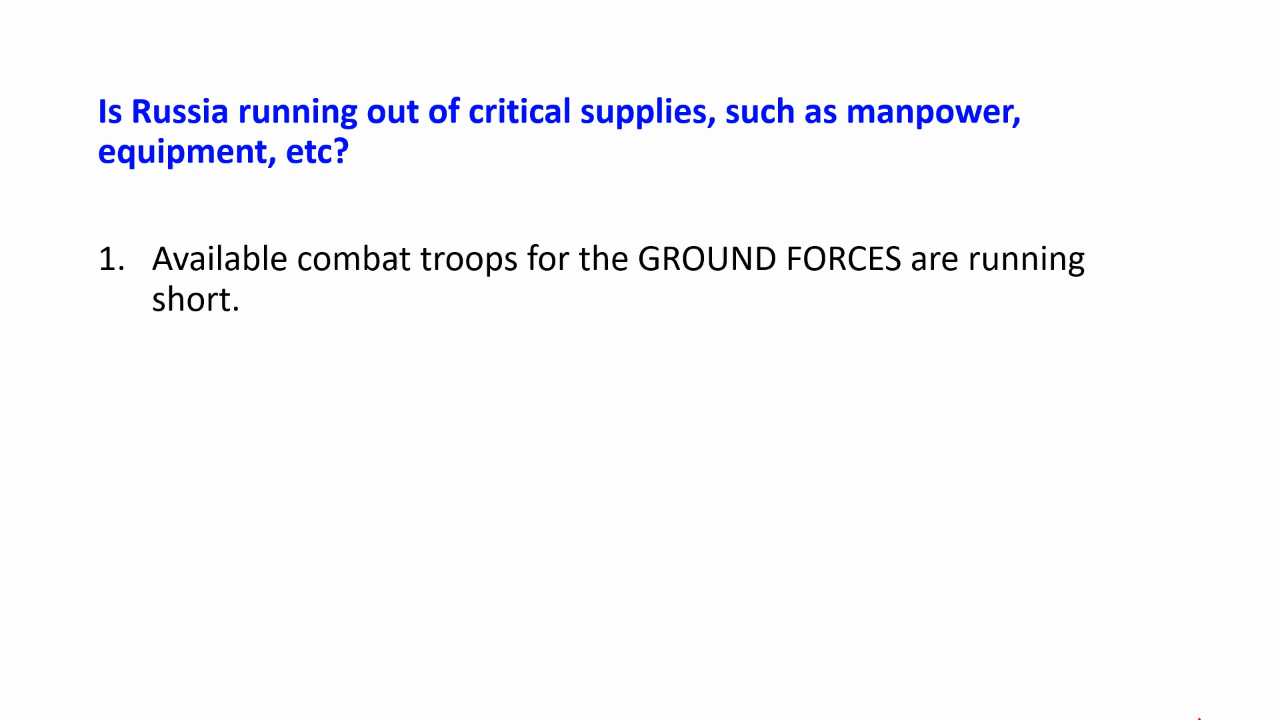 Is Russia running out of critical supplies, such as manpower,
equipment, etc?
1. Available combat troops for the GROUND FORCES are running
short.